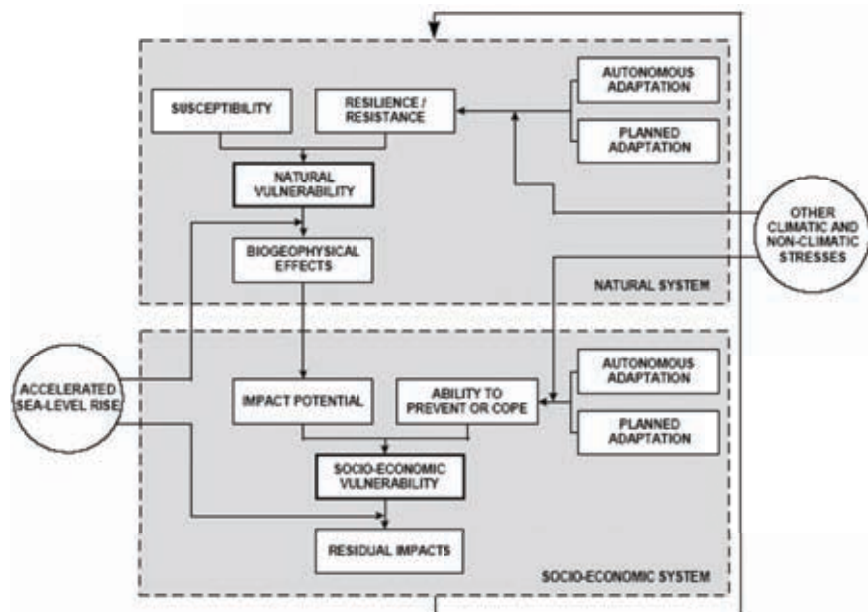 AUTONOMOUS
ADAPTATION
SUSCEPTIBILITY
RESILIENCE /
RESISTANCE
PLANNED
ADAPTATION
NATURAL
VULNERABILITY
OTHER
CLIMATIC AND
NON-CLIMATIC
STRESSES
BIOGEOPHYSICAL
EFFECTS
NATURAL SYSTEM
ACCELERATED
SEA-LEVEL RISE
IMPACT POTENTIAL
ABILITY TO
PREVENT OR COPE
AUTONOMOUS
ADAPTATION
PLANNED
ADAPTATION
SOCIO-ECONOMIC
VULNERABILITY
RESIDUAL IMPACTS
SOCIO-ECONOMIC SYSTEM